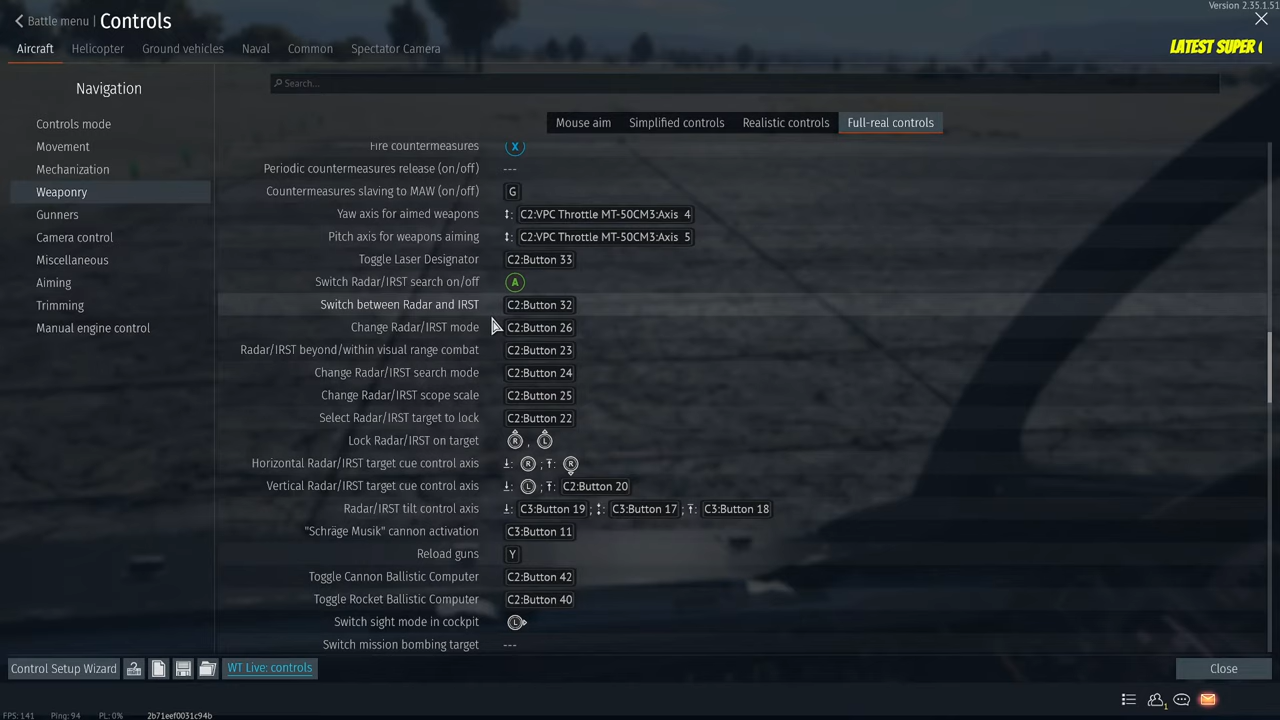 Version 2.35.1.51
Battle menu | Controls
Aircraft Helicopter Ground vehicles Naval Common Spectator Camera
LATEST SUPER
Navigation
Search...
Controls mode
Movement
Mechanization
Weaponry
Gunners
Camera control
Miscellaneous
Aiming
Trimming
Manual engine control
Mouse aim Simplified controls Realistic controls Full-real controls
Fire countermeasures X
Periodic countermeasures release (on/off) ---
Countermeasures slaving to MAW (on/off) G
Yaw axis for aimed weapons : C2:VPC Throttle MT-50CM3:Axis 4
Pitch axis for weapons aiming : C2:VPC Throttle MT-50CM3:Axis 5
Toggle Laser Designator C2:Button 33
Switch Radar/IRST search on/off A
Switch between Radar and IRST C2:Button 32
Change Radar/IRST mode C2:Button 26
Radar/IRST beyond/within visual range combat C2:Button 23
Change Radar/IRST search mode C2:Button 24
Change Radar/IRST scope scale C2:Button 25
Select Radar/IRST target to lock C2:Button 22
Lock Radar/IRST on target R , L
Horizontal Radar/IRST target cue control axis : R ; : R
Vertical Radar/IRST target cue control axis : L ; : C2:Button 20
Radar/IRST tilt control axis : C3:Button 19 ; : C3:Button 17 ; : C3:Button 18
"Schräge Musik" cannon activation C3:Button 11
Reload guns Y
Toggle Cannon Ballistic Computer C2:Button 42
Toggle Rocket Ballistic Computer C2:Button 40
Switch sight mode in cockpit L
Switch mission bombing target ---
Control Setup Wizard WT Live: controls Close
1
FPS: 141 Ping: 94 PL: 0% 2b71eef0031c94b